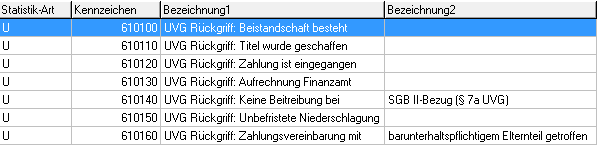 Statistik-Art Kennzeichen Bezeichnung1 Bezeichnung2
U 610100 UVG Rückgriff: Beistandschaft besteht
U 610110 UVG Rückgriff: Titel wurde geschaffen
U 610120 UVG Rückgriff: Zahlung ist eingegangen
U 610130 UVG Rückgriff: Aufrechnung Finanzamt
U 610140 UVG Rückgriff: Keine Beitreibung bei SGB II-Bezug (§ 7a UVG)
U 610150 UVG Rückgriff: Unbefristete Niederschlagung
U 610160 UVG Rückgriff: Zahlungsvereinbarung mit barunterhaltspflichtigem Elternteil getroffen